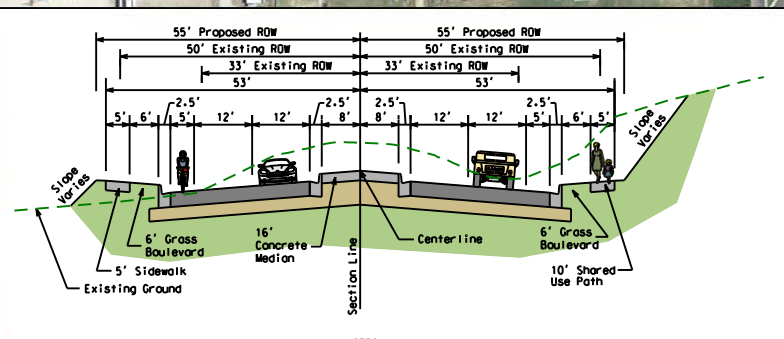 55' Proposed ROW 55' Proposed ROW
50' Existing ROW 50' Existing ROW
33' Existing ROW 33' Existing ROW
53' 53'
2.5' 2.5' 2.5' 2.5'
5' 6' 5' 12' 12' 8' 8' 12' 12' 5' 6' 5'
Slope
Varies
Slope
Varies
6' Grass
Boulevard
16'
Concrete
Median
Centerline
6' Grass
Boulevard
5' Sidewalk
10' Shared
Use Path
Existing Ground
Section Line